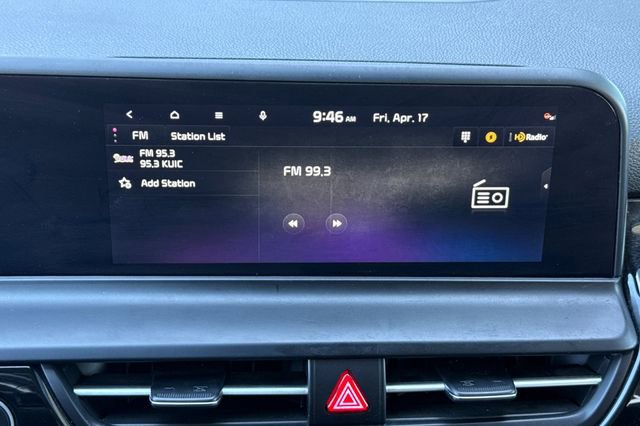 9:46 AM Fri, Apr. 17
FM Station List
HD Radio
FM 95.3
95.3 KUIC
FM 99.3
Add Station